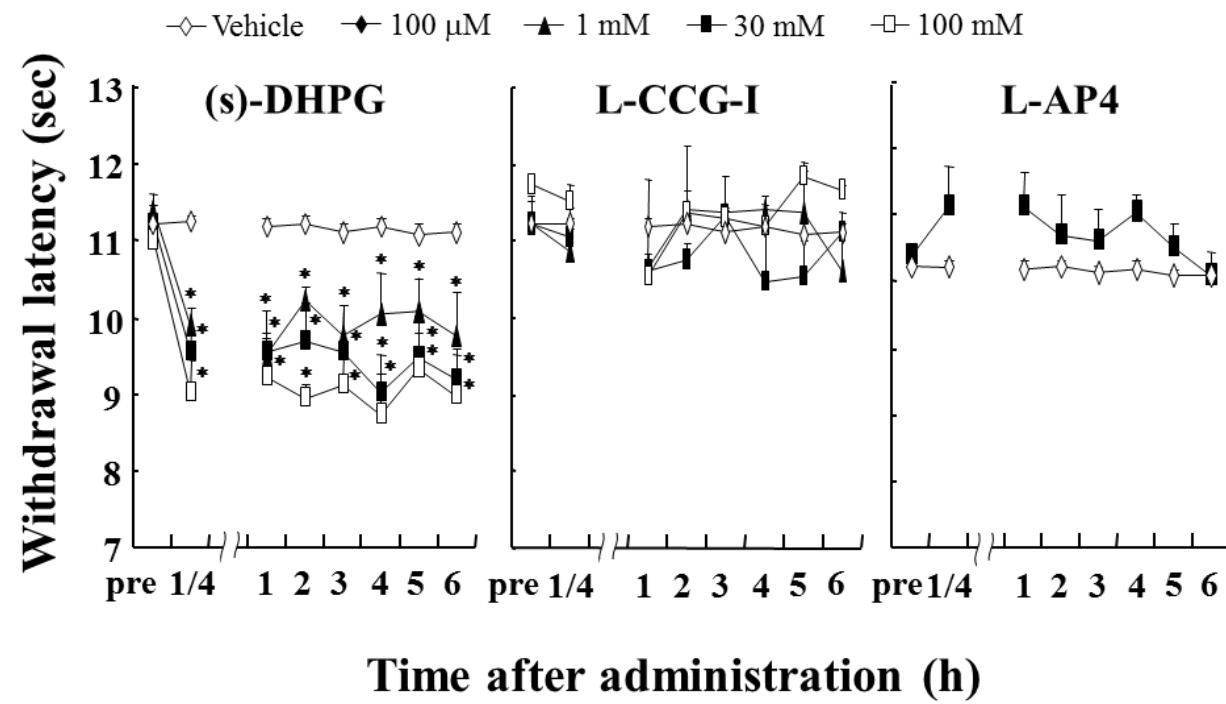 Vehicle 100 μM 1 mM 30 mM 100 mM
Withdrawal latency (sec)
(s)-DHPG L-CCG-I L-AP4
13
12
11
10
9
8
7
* * * * * * * * * * * * * * * * * * * * *
pre 1/4 1 2 3 4 5 6 pre 1/4 1 2 3 4 5 6 pre 1/4 1 2 3 4 5 6
Time after administration (h)